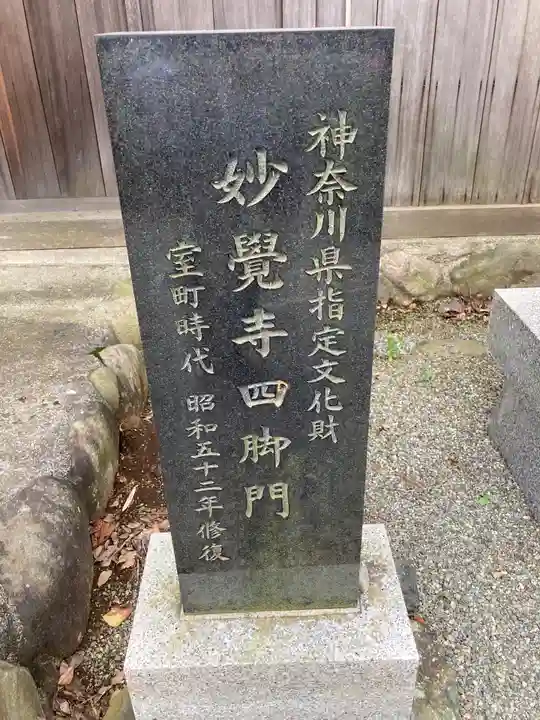 神奈川県指定文化財
妙覺寺四脚門
室町時代 昭和五十二年修復